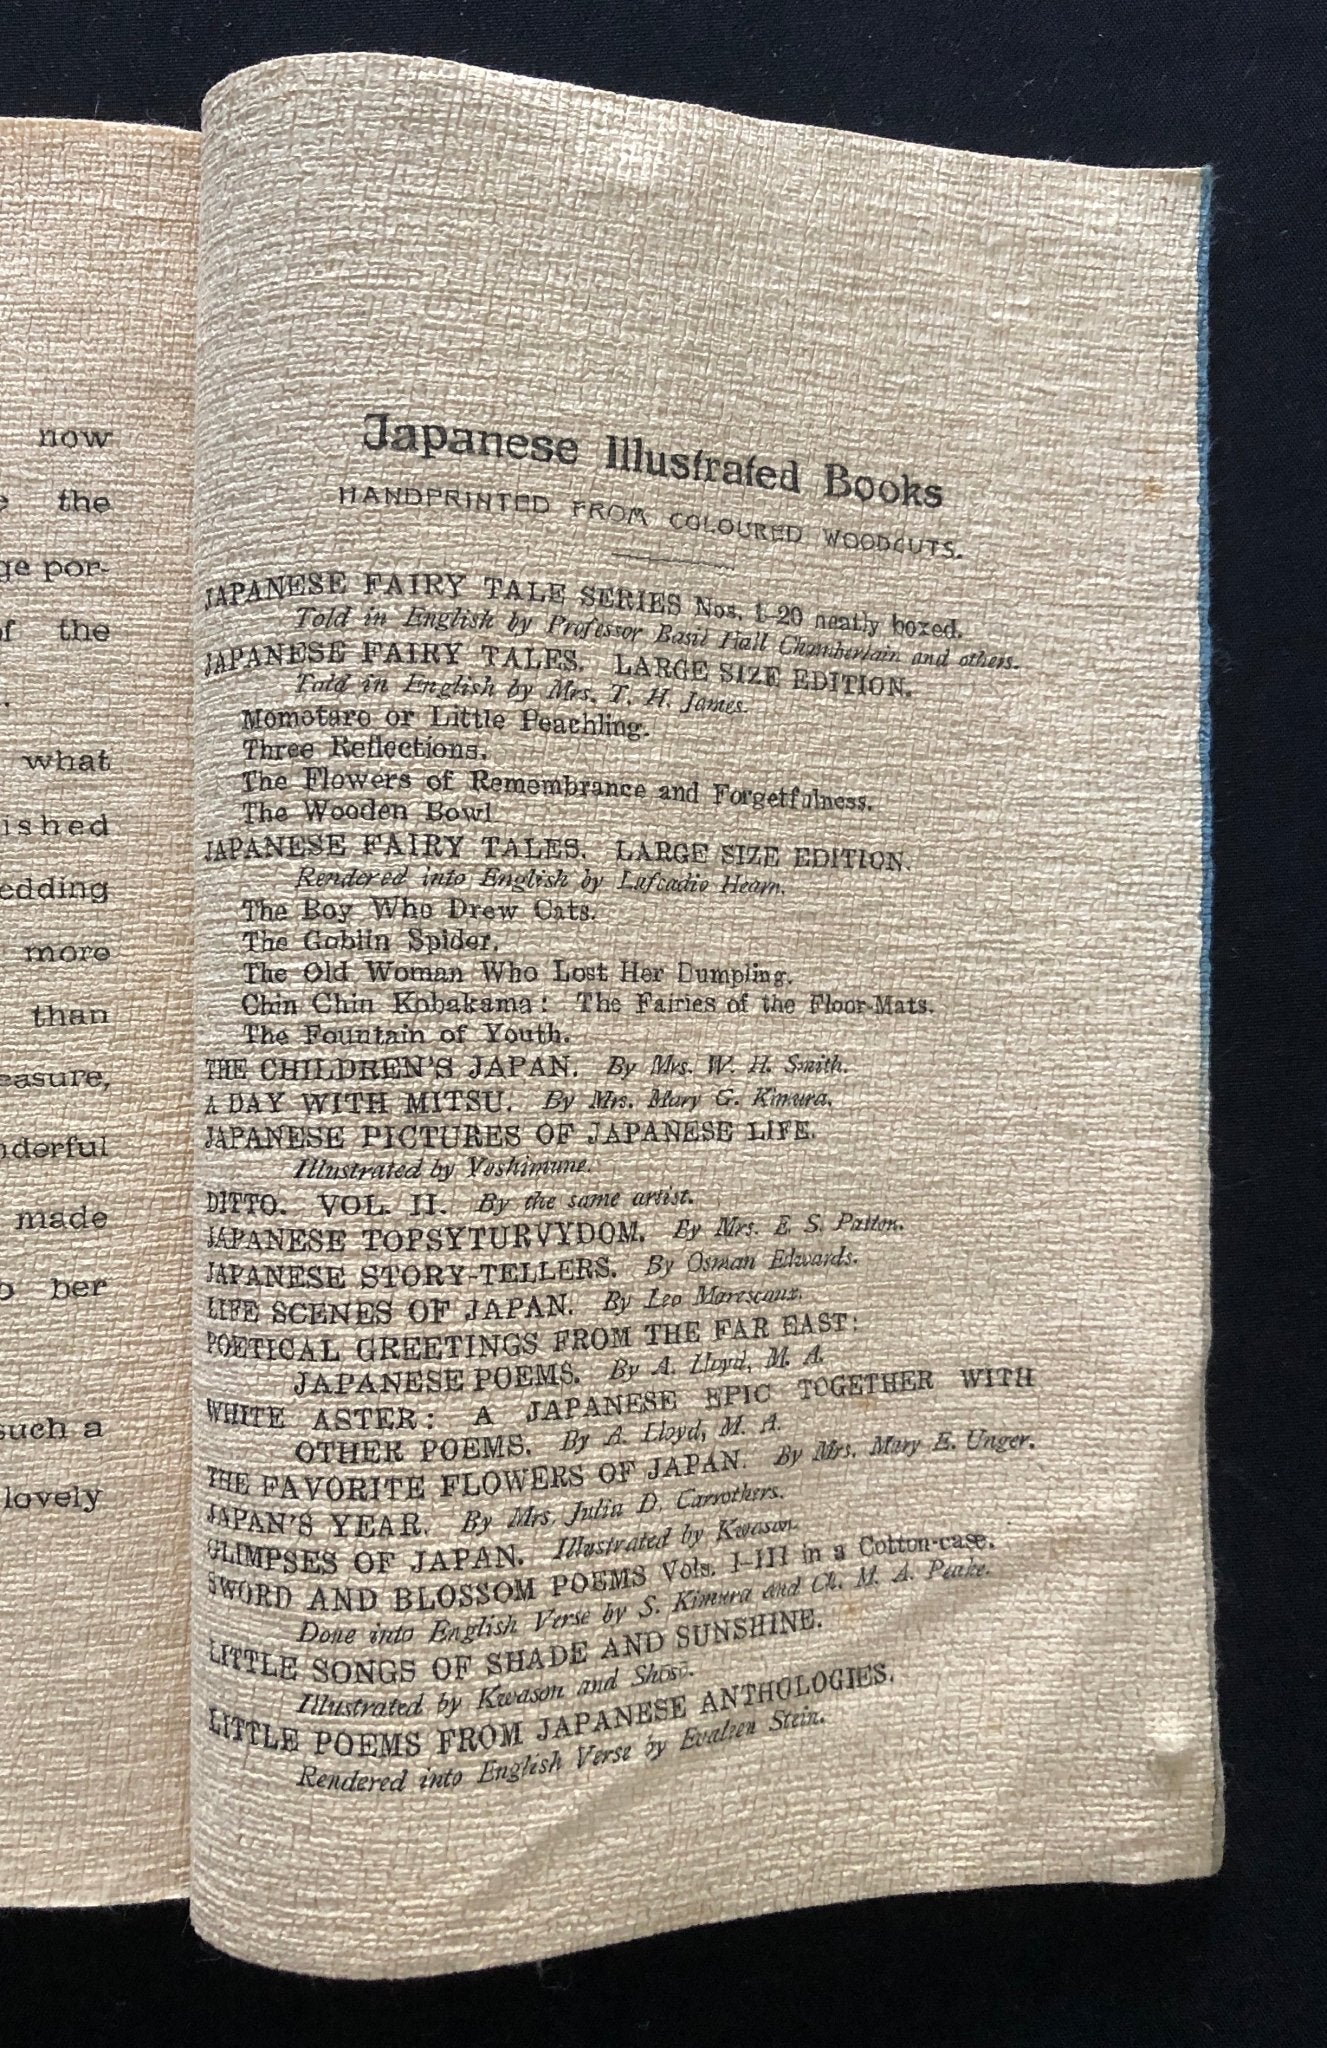 now
the
ge por-
of the
what
ished
edding
more
than
easure,
nderful
made
her
such a
lovely
Japanese Illustrated Books
HANDPRINTED FROM COLOURED WOODCUTS.
JAPANESE FAIRY TALE SERIES Nos. 1-20 neatly boxed.
Told in English by Professor Basil Hall Chamberlain and others.
JAPANESE FAIRY TALES. LARGE SIZE EDITION.
Told in English by Mrs. T. H. James.
Momotaro or Little Peachling.
Three Reflections.
The Flowers of Remembrance and Forgetfulness.
The Wooden Bowl
JAPANESE FAIRY TALES. LARGE SIZE EDITION.
Rendered into English by Lafcadio Hearn.
The Boy Who Drew Cats.
The Goblin Spider.
The Old Woman Who Lost Her Dumpling.
Chin Chin Kobakama: The Fairies of the Floor-Mats.
The Fountain of Youth.
THE CHILDREN'S JAPAN. By Mrs. W. H. Smith.
A DAY WITH MITSU. By Mrs. Mary G. Kimura.
JAPANESE PICTURES OF JAPANESE LIFE.
Illustrated by Yoshimune.
DITTO. VOL. II. By the same artist.
JAPANESE TOPSYTURVYDOM. By Mrs. E. S. Patton.
JAPANESE STORY-TELLERS. By Osman Edwards.
LIFE SCENES OF JAPAN. By Leo Marescaux.
POETICAL GREETINGS FROM THE FAR EAST:
JAPANESE POEMS. By A. Lloyd, M. A.
WHITE ASTER: A JAPANESE EPIC TOGETHER WITH
OTHER POEMS. By A. Lloyd, M. A.
THE FAVORITE FLOWERS OF JAPAN. By Mrs. Mary E. Unger.
JAPAN'S YEAR. By Mrs. Julia D. Carrothers.
GLIMPSES OF JAPAN. Illustrated by Kwason.
SWORD AND BLOSSOM POEMS Vols. I-III in a Cotton-case.
Done into English Verse by S. Kimura and Ch. M. A. Peake.
LITTLE SONGS OF SHADE AND SUNSHINE.
Illustrated by Kwason and Shoso.
LITTLE POEMS FROM JAPANESE ANTHOLOGIES.
Rendered into English Verse by Evaleen Stein.